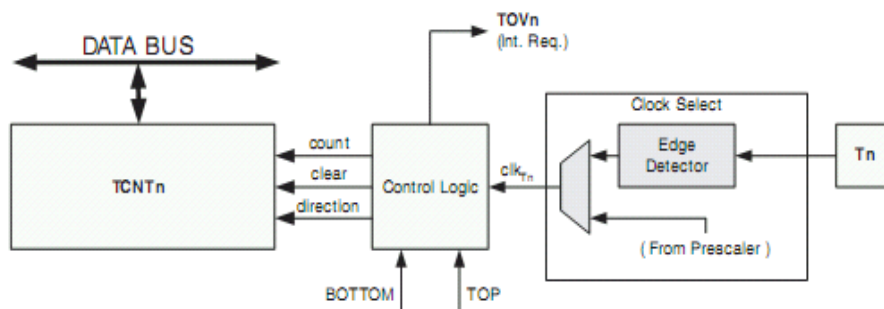 TOVn
(Int. Req.)
DATA BUS
Clock Select
count
Edge
Detector
Tn
TCNTn
clear
Control Logic
clkTn
direction
( From Prescaler )
BOTTOM
TOP